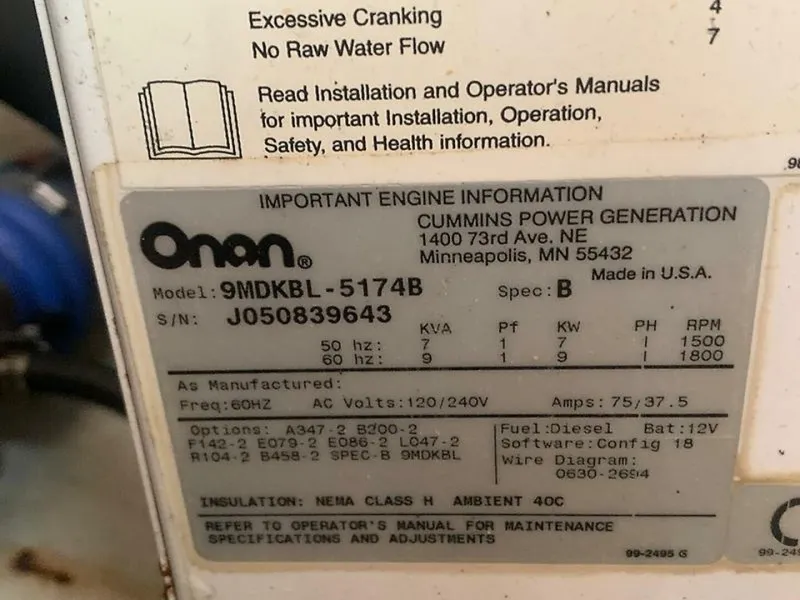 Excessive Cranking 4
No Raw Water Flow 7
Read Installation and Operator's Manuals
for important Installation, Operation,
Safety, and Health information.
IMPORTANT ENGINE INFORMATION
Onan®
CUMMINS POWER GENERATION
1400 73rd Ave. NE
Minneapolis, MN 55432
Made in U.S.A.
Model: 9MDKBL-5174B Spec: B
S/N: J050839643
KVA Pf KW PH RPM
50 hz: 7 1 7 1 1500
60 hz: 9 1 9 1 1800
As Manufactured:
Freq:60HZ AC Volts:120/240V Amps: 75/37.5
Options: A347-2 B200-2
F142-2 E079-2 E086-2 L047-2
R104-2 B458-2 SPEC-B 9MDKBL
Fuel:Diesel Bat:12V
Software:Config 18
Wire Diagram:
0630-2694
INSULATION: NEMA CLASS H AMBIENT 40C
REFER TO OPERATOR'S MANUAL FOR MAINTENANCE
SPECIFICATIONS AND ADJUSTMENTS
99-2495 G